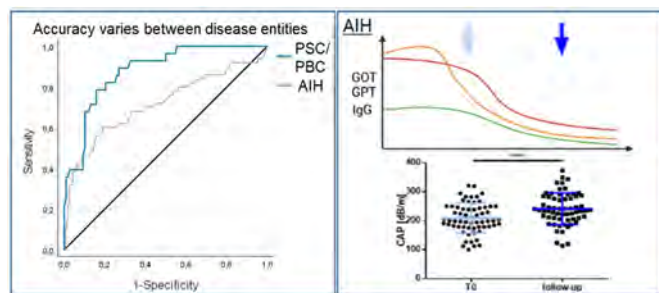 Accuracy varies between disease entities
PSC/
PBC
AIH
1,0
0,8
0,6
0,4
0,2
0,0
Sensitivity
0,0 0,2 0,4 0,6 0,8 1,0
1-Specificity
AIH
GOT
GPT
IgG
400
300
200
100
0
CAP [dB/m]
T0 follow-up